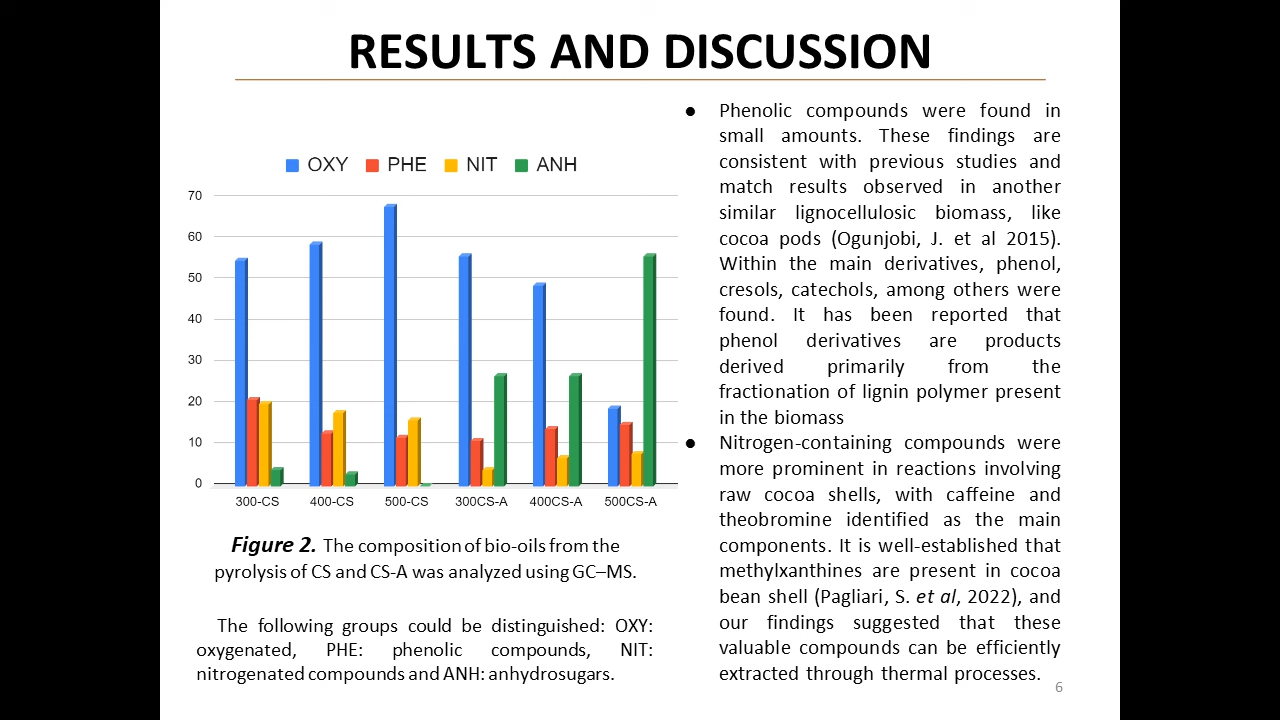 RESULTS AND DISCUSSION
OXY PHE NIT ANH
70
60
50
40
30
20
10
0
300-CS 400-CS 500-CS 300CS-A 400CS-A 500CS-A
Figure 2. The composition of bio-oils from the
pyrolysis of CS and CS-A was analyzed using GC–MS.
The following groups could be distinguished: OXY:
oxygenated, PHE: phenolic compounds, NIT:
nitrogenated compounds and ANH: anhydrosugars.
● Phenolic compounds were found in
small amounts. These findings are
consistent with previous studies and
match results observed in another
similar lignocellulosic biomass, like
cocoa pods (Ogunjobi, J. et al 2015).
Within the main derivatives, phenol,
cresols, catechols, among others were
found. It has been reported that
phenol derivatives are products
derived primarily from the
fractionation of lignin polymer present
in the biomass
● Nitrogen-containing compounds were
more prominent in reactions involving
raw cocoa shells, with caffeine and
theobromine identified as the main
components. It is well-established that
methylxanthines are present in cocoa
bean shell (Pagliari, S. et al, 2022), and
our findings suggested that these
valuable compounds can be efficiently
extracted through thermal processes.
6